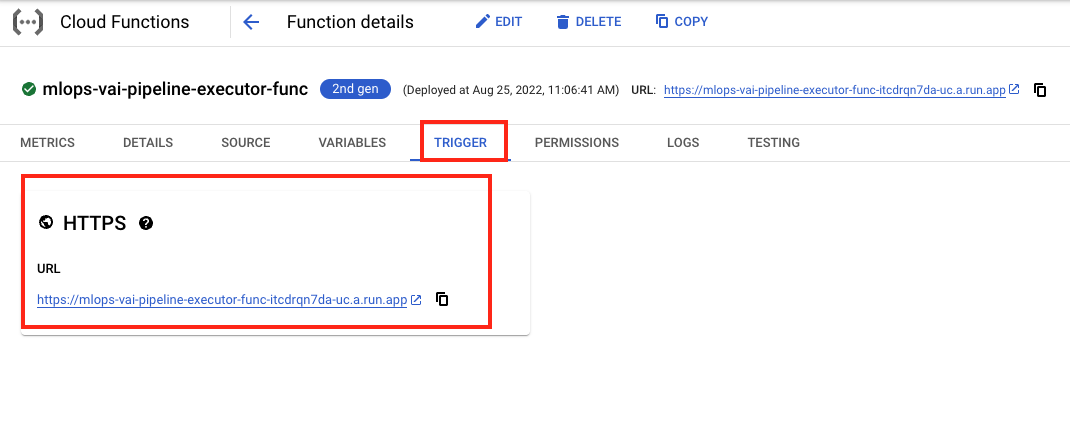 Cloud Functions Function details EDIT DELETE COPY
mlops-vai-pipeline-executor-func 2nd gen (Deployed at Aug 25, 2022, 11:06:41 AM) URL: https://mlops-vai-pipeline-executor-func-itcdrqn7da-uc.a.run.app
METRICS DETAILS SOURCE VARIABLES TRIGGER PERMISSIONS LOGS TESTING
HTTPS ?
URL
https://mlops-vai-pipeline-executor-func-itcdrqn7da-uc.a.run.app